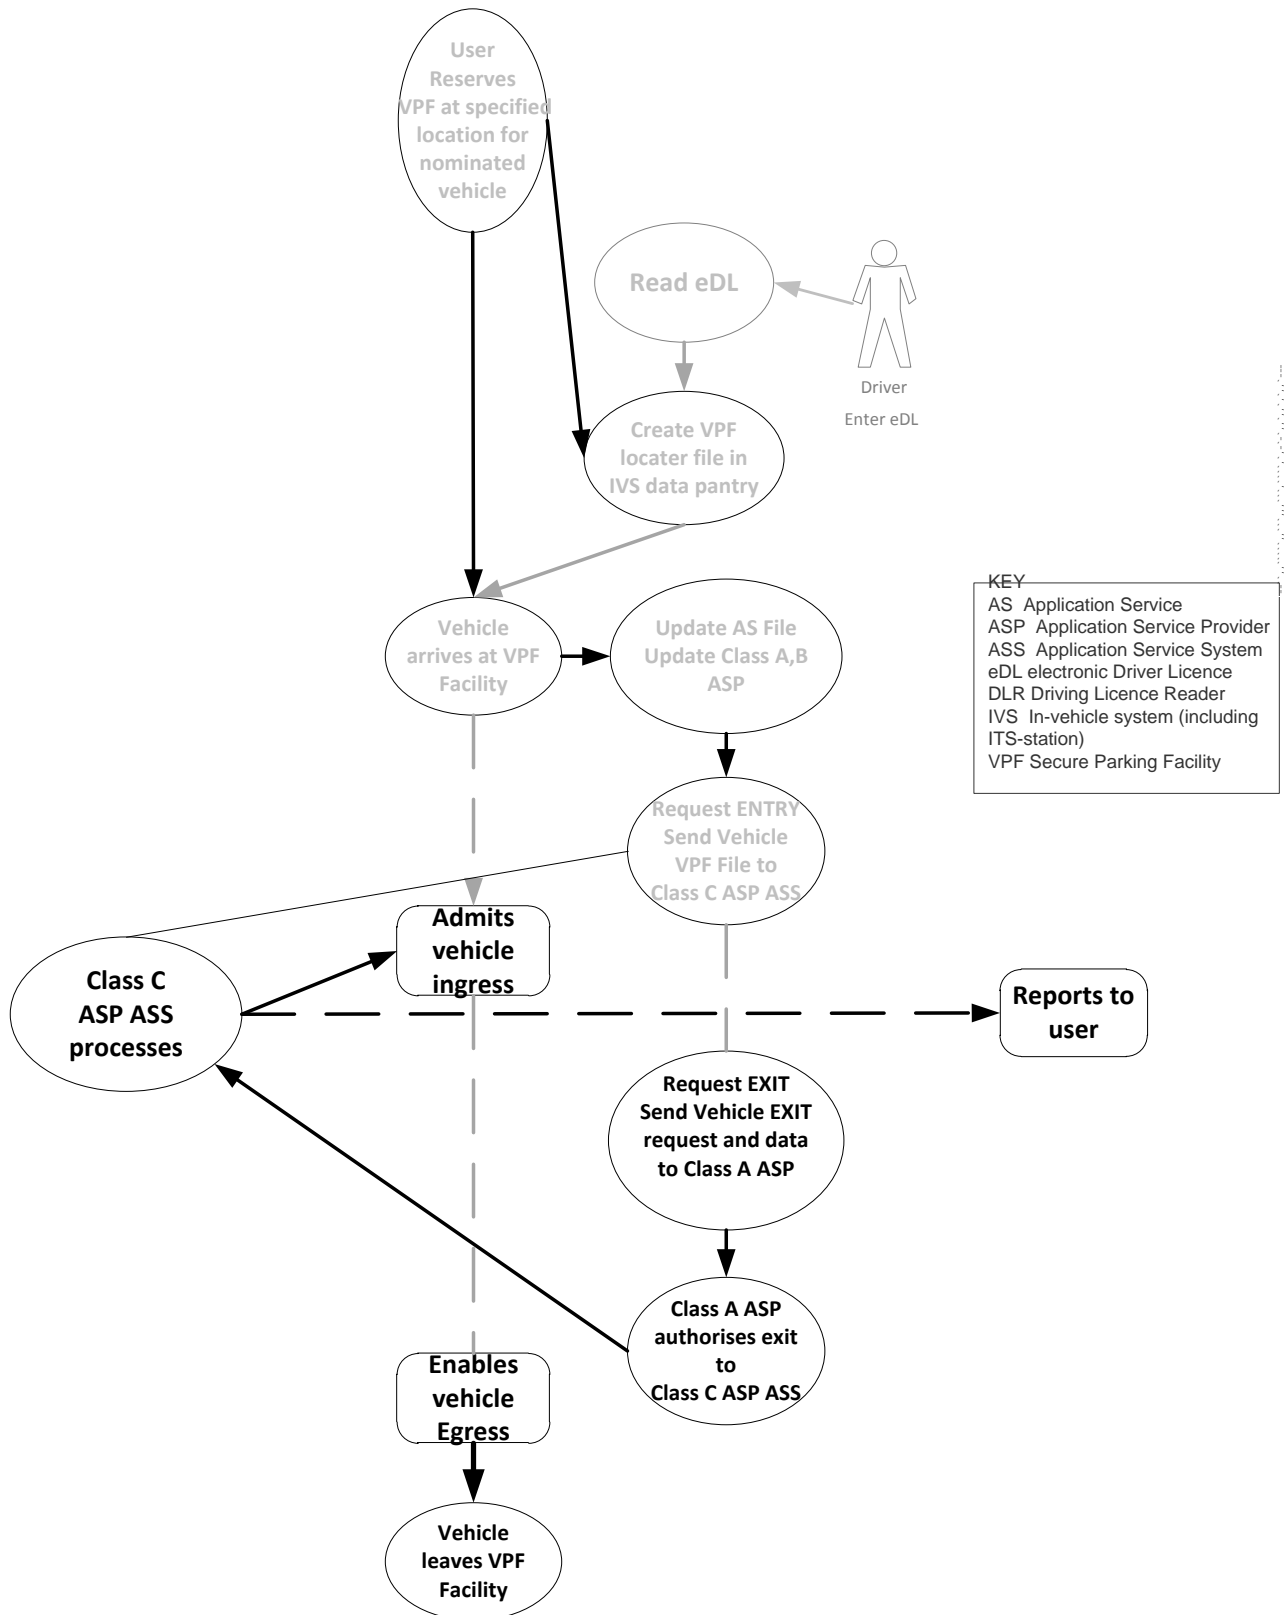 User
Reserves
VPF at specified
location for
nominated
vehicle
Read eDL
Driver
Enter eDL
Create VPF
locater file in
IVS data pantry
KEY
AS  Application Service
ASP  Application Service Provider
ASS  Application Service System
eDL electronic Driver Licence
DLR Driving Licence Reader
IVS  In-vehicle system (including
ITS-station)
VPF Secure Parking Facility
Vehicle
arrives at VPF
Facility
Update AS File
Update Class A,B
ASP
Request ENTRY
Send Vehicle
VPF File to
Class C ASP ASS
Admits
vehicle
ingress
Class C
ASP ASS
processes
Reports to
user
Request EXIT
Send Vehicle EXIT
request and data
to Class A ASP
Class A ASP
authorises exit
to
Class C ASP ASS
Enables
vehicle
Egress
Vehicle
leaves VPF
Facility